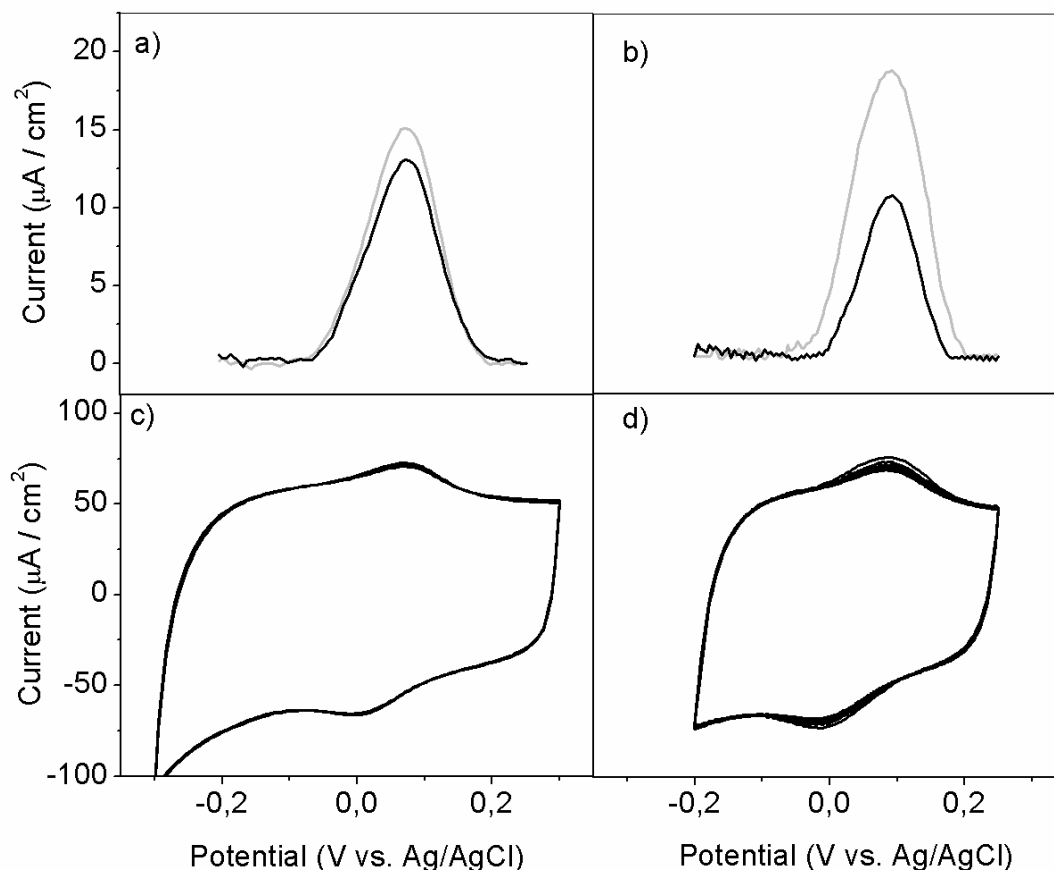 a)
b)
20
15
10
5
0
Current (μA / cm²)
c)
d)
100
50
0
-50
-100
Current (μA / cm²)
-0,2 0,0 0,2
-0,2 0,0 0,2
Potential (V vs. Ag/AgCl)
Potential (V vs. Ag/AgCl)